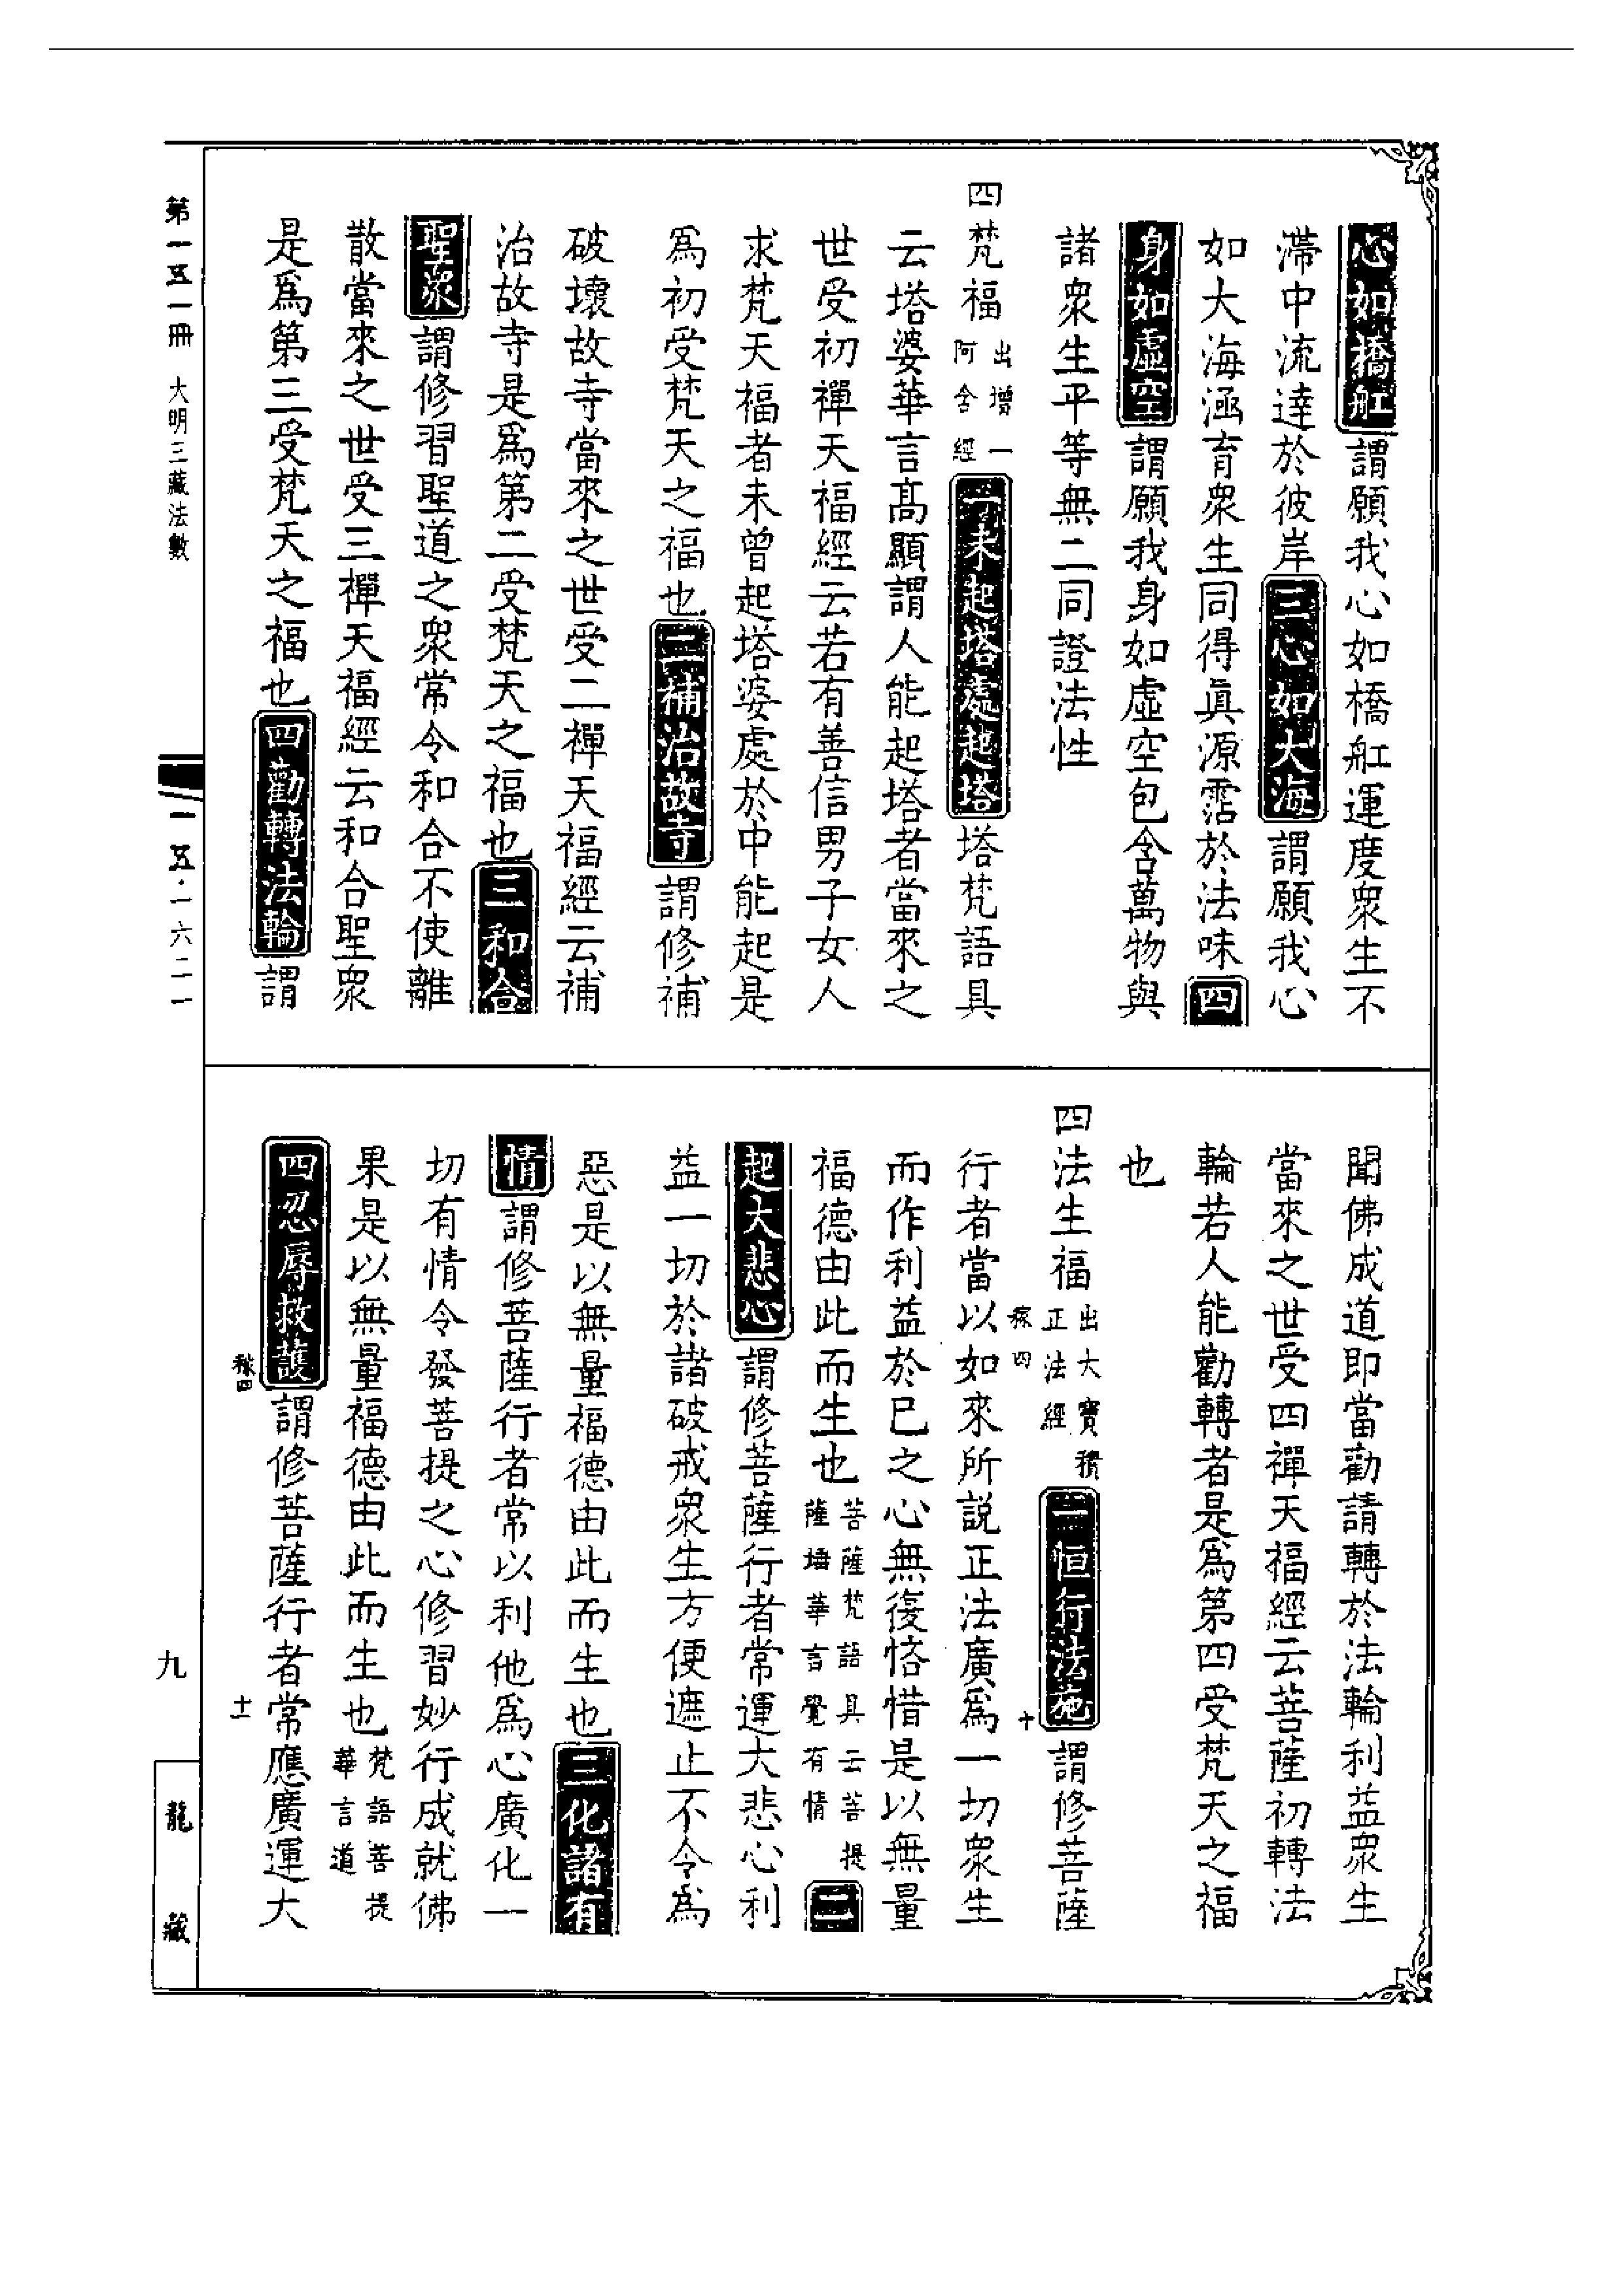 心如橋舡謂願我心如橋舡運度衆生不
滯中流達於彼岸三心如大海謂願我心
如大海涵育衆生同得眞源霑於法味四
身如虛空謂願我身如虛空包含萬物與
諸衆生平等無二同證法性
四梵福出增一阿含經一未起塔處起塔塔梵語具
云塔婆華言高顯謂人能起塔者當來之
世受初禪天福經云若有善信男子女人
求梵天福者未曾起塔婆處於中能起是
爲初受梵天之福也二補治故寺謂修補
破壞故寺當來之世受二禪天福經云補
治故寺是爲第二受梵天之福也三和合
聖衆謂修習聖道之衆常令和合不使離
散當來之世受三禪天福經云和合聖衆
是爲第三受梵天之福也四勸轉法輪謂
聞佛成道即當勸請轉於法輪利益衆生
當來之世受四禪天福經云菩薩初轉法
輪若人能勸轉者是爲第四受梵天之福
也
四法生福出大寶積正法經一恒行法施謂修菩薩
稼四 十
行者當以如來所説正法廣爲一切衆生
而作利益於已之心無復悋惜是以無量
福德由此而生也菩薩梵語具云菩提薩埵華言覺有情二
起大悲心謂修菩薩行者常運大悲心利
益一切於諸破戒衆生方便遮止不令爲
惡是以無量福德由此而生也三化諸有
情謂修菩薩行者常以利他爲心廣化一
切有情令發菩提之心修習妙行成就佛
果是以無量福德由此而生也梵語菩提華言道
四忍辱救護謂修菩薩行者常應廣運大
稼四 十一
第一五一冊 大明三藏法數
一五·一六二一
九
龍藏